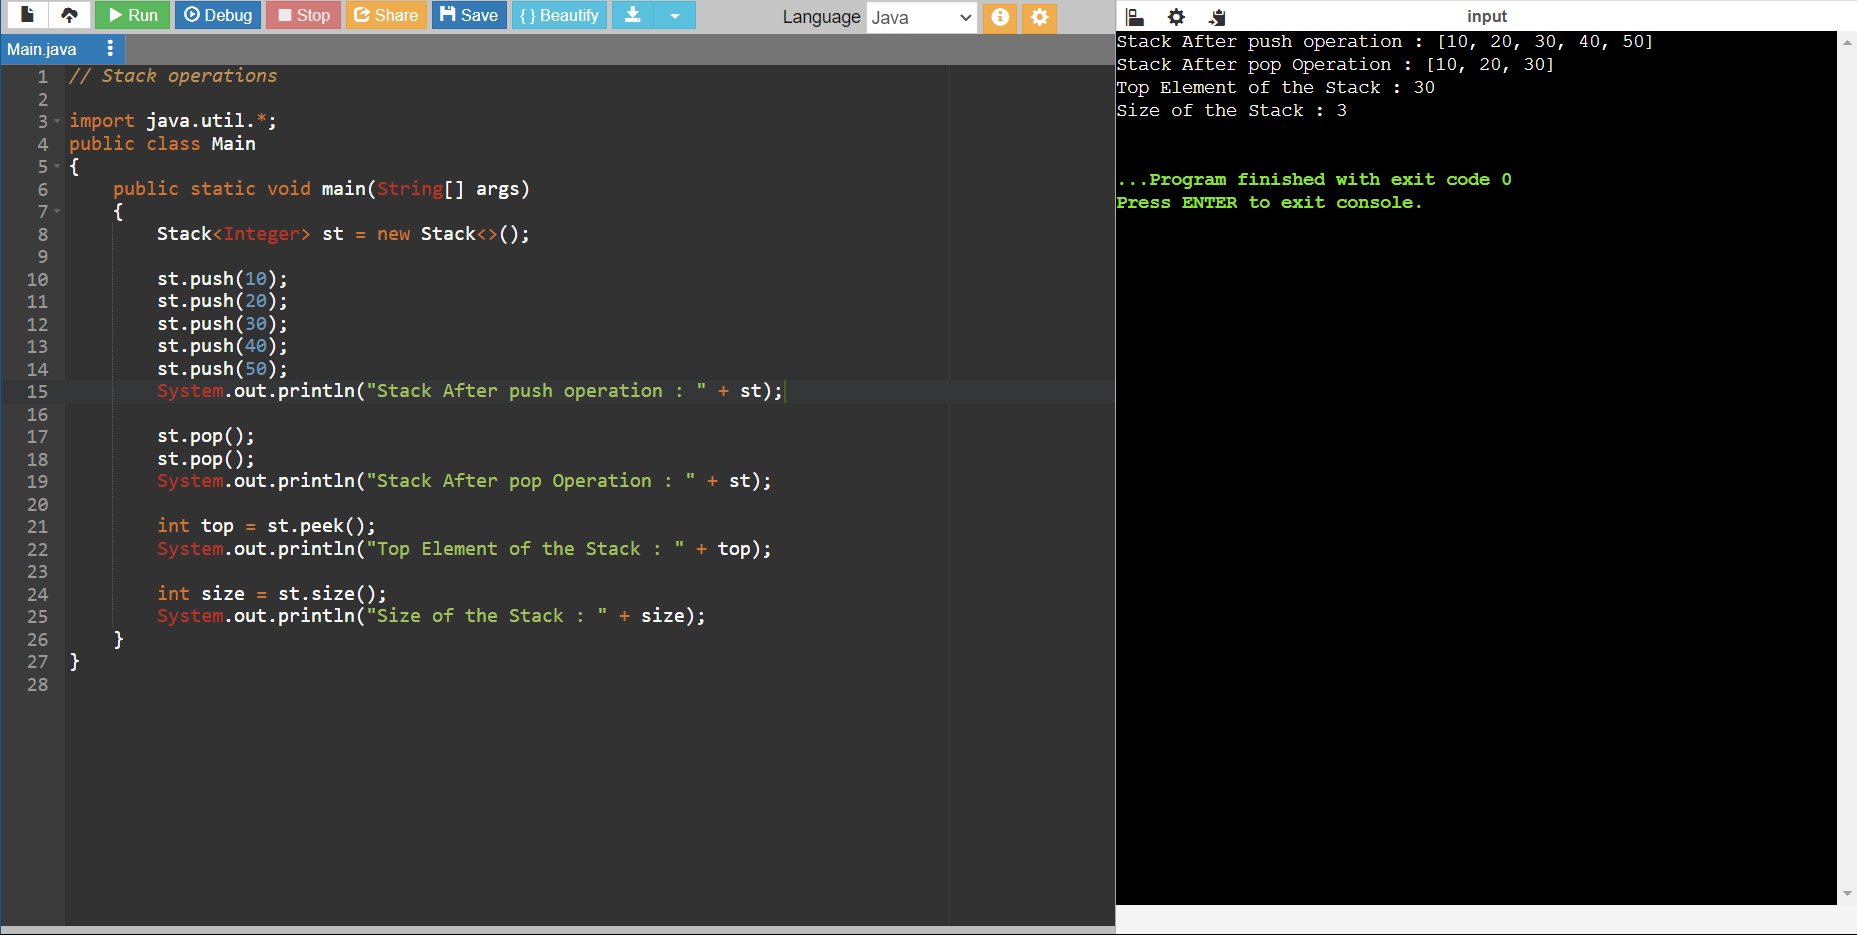 Run Debug Stop Share Save { } Beautify Language Java
Main.java
1 // Stack operations
2
3 import java.util.*;
4 public class Main
5 {
6     public static void main(String[] args)
7     {
8         Stack<Integer> st = new Stack<>();
9
10         st.push(10);
11         st.push(20);
12         st.push(30);
13         st.push(40);
14         st.push(50);
15         System.out.println("Stack After push operation : " + st);
16
17         st.pop();
18         st.pop();
19         System.out.println("Stack After pop Operation : " + st);
20
21         int top = st.peek();
22         System.out.println("Top Element of the Stack : " + top);
23
24         int size = st.size();
25         System.out.println("Size of the Stack : " + size);
26     }
27 }
28
input
Stack After push operation : [10, 20, 30, 40, 50]
Stack After pop Operation : [10, 20, 30]
Top Element of the Stack : 30
Size of the Stack : 3
...Program finished with exit code 0
Press ENTER to exit console.